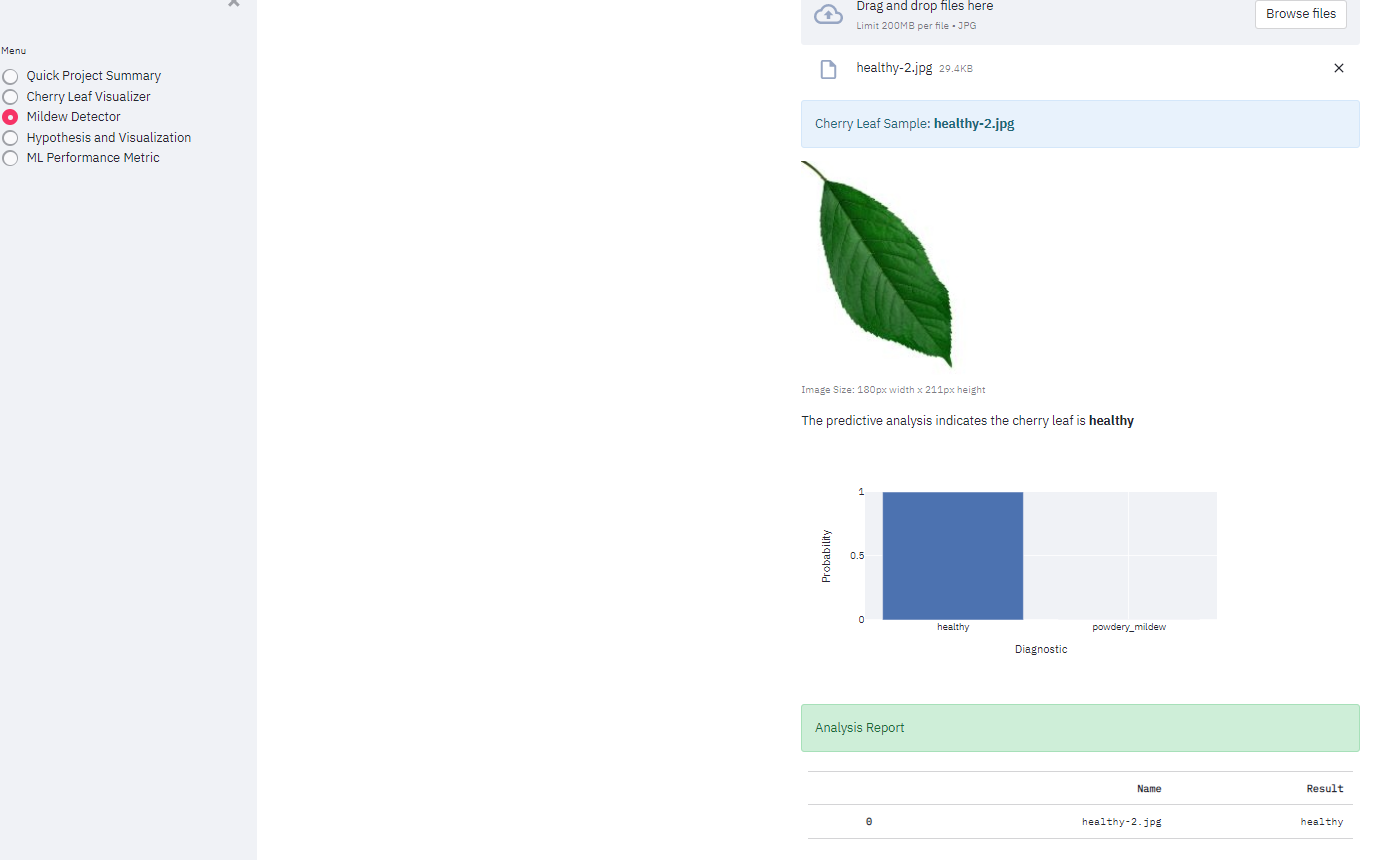 Menu
Quick Project Summary
Cherry Leaf Visualizer
Mildew Detector
Hypothesis and Visualization
ML Performance Metric
Drag and drop files here
Limit 200MB per file • JPG
Browse files
healthy-2.jpg 29.4KB
Cherry Leaf Sample: healthy-2.jpg
Image Size: 180px width x 211px height
The predictive analysis indicates the cherry leaf is healthy
Probability
1
0.5
0
healthy powdery_mildew
Diagnostic
Analysis Report
Name Result
0 healthy-2.jpg healthy